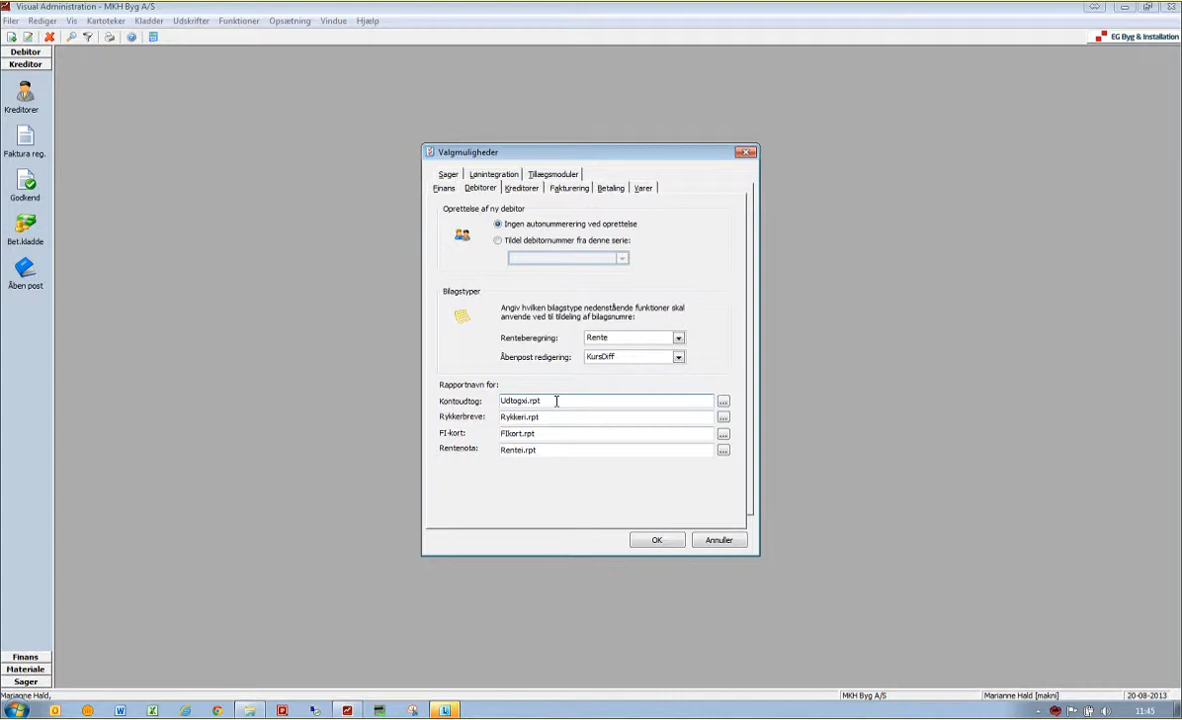 Visual Administration - MKH Byg A/S
Filer Rediger Vis Kartoteker Kladder Udskrifter Funktioner Opsætning Vindue Hjælp
EG Byg & Installation
Debitor
Kreditor
Kreditorer
Faktura reg.
Godkend
Bet.kladde
Åben post
Valgmuligheder
Sager Lønintegration Tillægsmoduler
Finans Debitorer Kreditorer Fakturering Betaling Varer
Oprettelse af ny debitor
Ingen autonummerering ved oprettelse
Tildel debitornummer fra denne serie:
Bilagstyper
Angiv hvilken bilagstype nedenstående funktioner skal
anvende ved til tildeling af bilagsnumre:
Renteberegning: Rente
Åbenpost redigering: KursDiff
Rapportnavn for:
Kontoudtog: Udtogxi.rpt ...
Rykkerbreve: Rykkeri.rpt ...
FI-kort: FIkort.rpt ...
Rentenota: Rentei.rpt ...
OK Annuller
Finans
Materiale
Sager
Marianne Hald, MKH Byg A/S Marianne Hald [makni] 20-08-2013
11:45